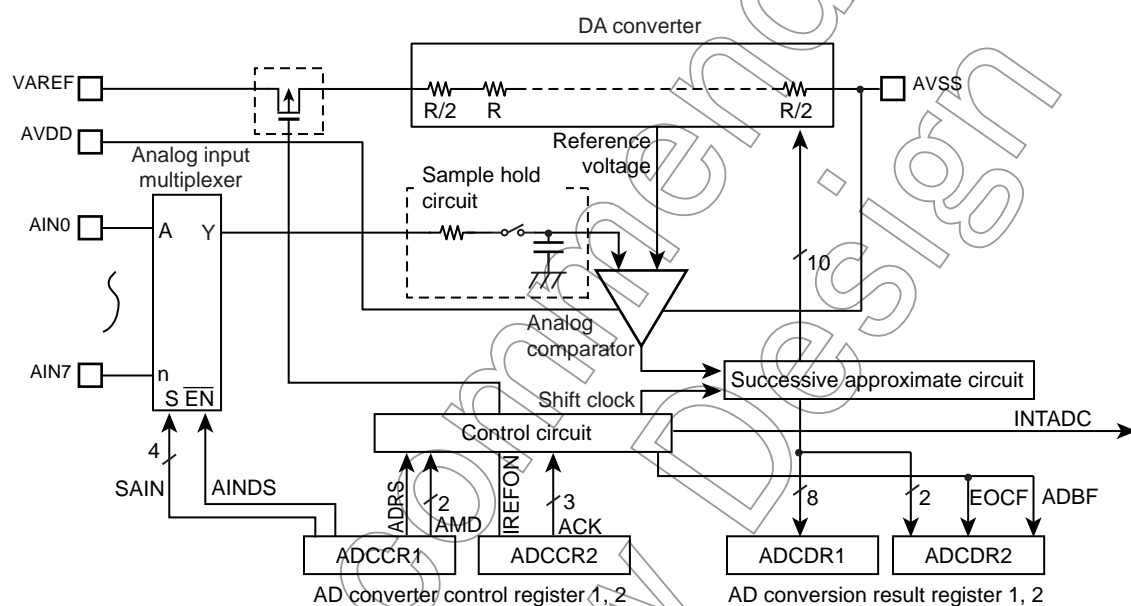 DA converter
VAREF
AVSS
R/2
R
R/2
AVDD
Reference
voltage
Analog input
multiplexer
Sample hold
circuit
AIN0
A
Y
10
Analog
comparator
AIN7
n
S EN
Successive approximate circuit
Shift clock
INTADC
Control circuit
4
SAIN
AINDS
ADRS
2
AMD
IREFON
3
ACK
8
2
EOCF
ADBF
ADCCR1
ADCCR2
ADCDR1
ADCDR2
AD converter control register 1, 2
AD conversion result register 1, 2
Design